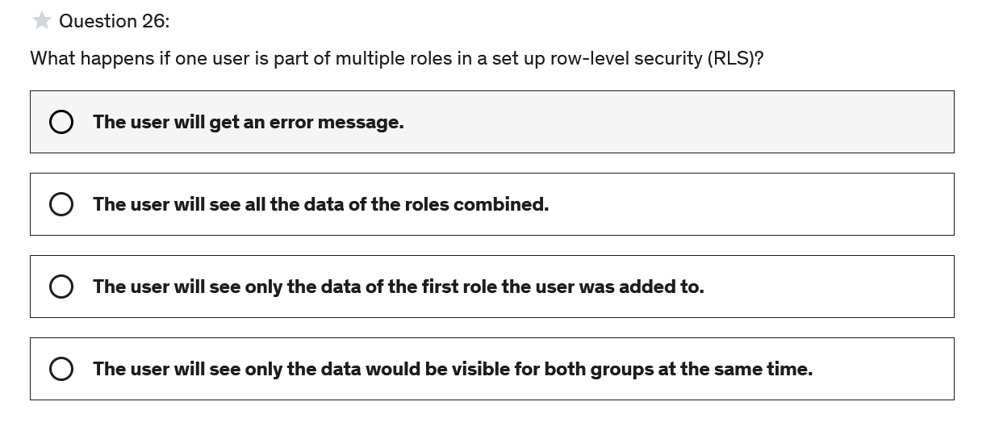 Question 26:
What happens if one user is part of multiple roles in a set up row-level security (RLS)?
The user will get an error message.
The user will see all the data of the roles combined.
The user will see only the data of the first role the user was added to.
The user will see only the data would be visible for both groups at the same time.